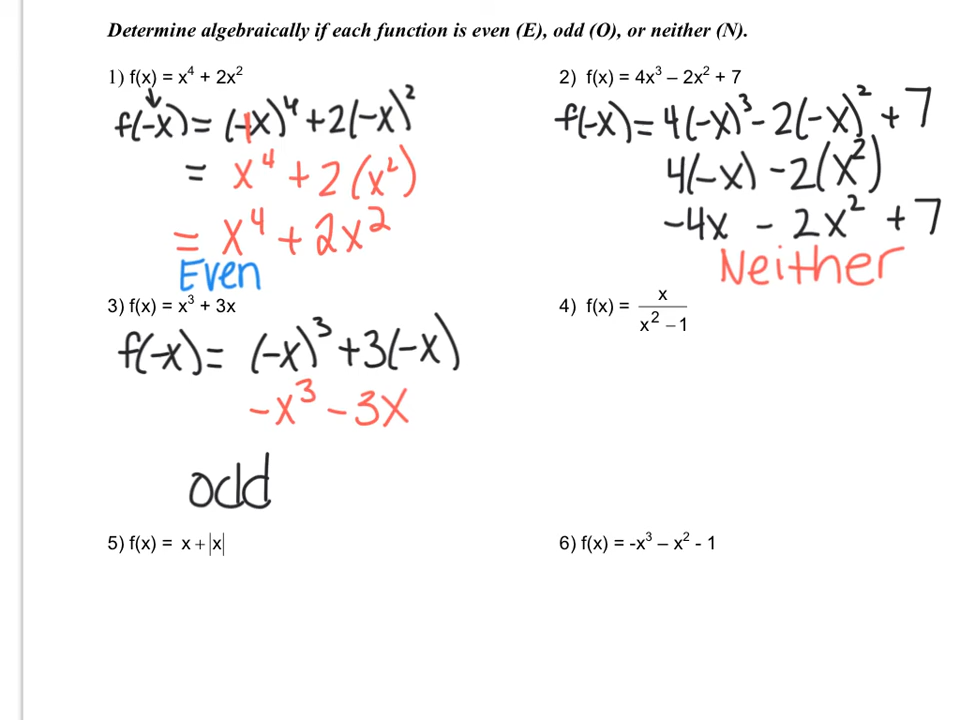 Determine algebraically if each function is even (E), odd (O), or neither (N).
1) f(x) = x⁴ + 2x²
f(-x) = (-x)⁴ + 2(-x)²
= x⁴ + 2(x²)
= x⁴ + 2x²
Even
2) f(x) = 4x³ – 2x² + 7
f(-x) = 4(-x)³ - 2(-x)² + 7
4(-x) - 2(x²)
-4x - 2x² + 7
Neither
3) f(x) = x³ + 3x
f(-x) = (-x)³ + 3(-x)
-x³ - 3x
odd
4) f(x) = x / (x² – 1)
5) f(x) = x + |x|
6) f(x) = -x³ – x² - 1